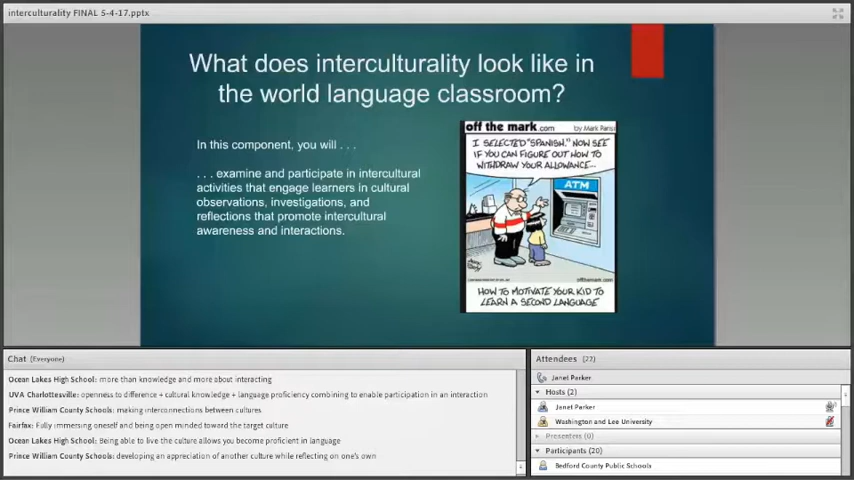 interculturality FINAL 5-4-17.pptx
What does interculturality look like in
the world language classroom?
In this component, you will . . .
. . . examine and participate in intercultural
activities that engage learners in cultural
observations, investigations, and
reflections that promote intercultural
awareness and interactions.
off the mark.com by Mark Parisi
I SELECTED "SPANISH." NOW SEE
IF YOU CAN FIGURE OUT HOW TO
WITHDRAW YOUR ALLOWANCE...
ATM
offthemark.com
HOW TO MOTIVATE YOUR KID TO
LEARN A SECOND LANGUAGE
Chat (Everyone)
Ocean Lakes High School: more than knowledge and more about interacting
UVA Charlottesville: openness to difference + cultural knowledge + language proficiency combining to enable participation in an interaction
Prince William County Schools: making interconnections between cultures
Fairfax: Fully immersing oneself and being open minded toward the target culture
Ocean Lakes High School: Being able to live the culture allows you become proficient in language
Prince William County Schools: developing an appreciation of another culture while reflecting on one's own
Attendees (22)
Janet Parker
Hosts (2)
Janet Parker
Washington and Lee University
Presenters (0)
Participants (20)
Bedford County Public Schools